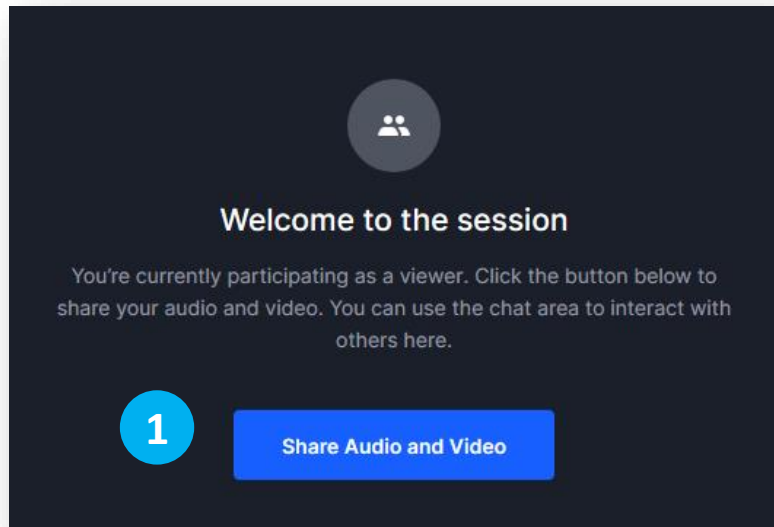 Welcome to the session
You're currently participating as a viewer. Click the button below to
share your audio and video. You can use the chat area to interact with
others here.
1
Share Audio and Video